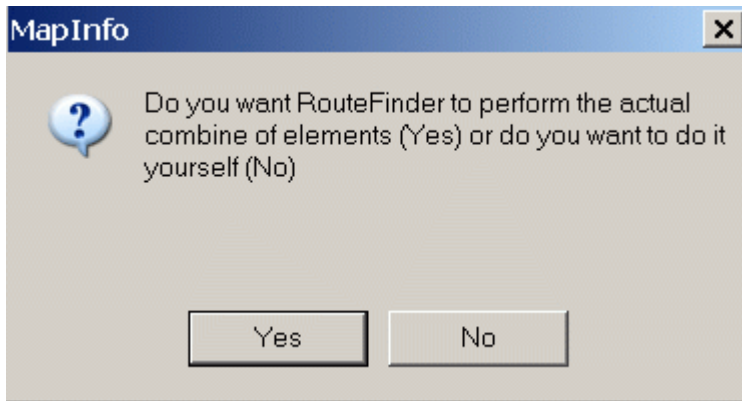 MapInfo
Do you want RouteFinder to perform the actual
combine of elements (Yes) or do you want to do it
yourself (No)
Yes
No